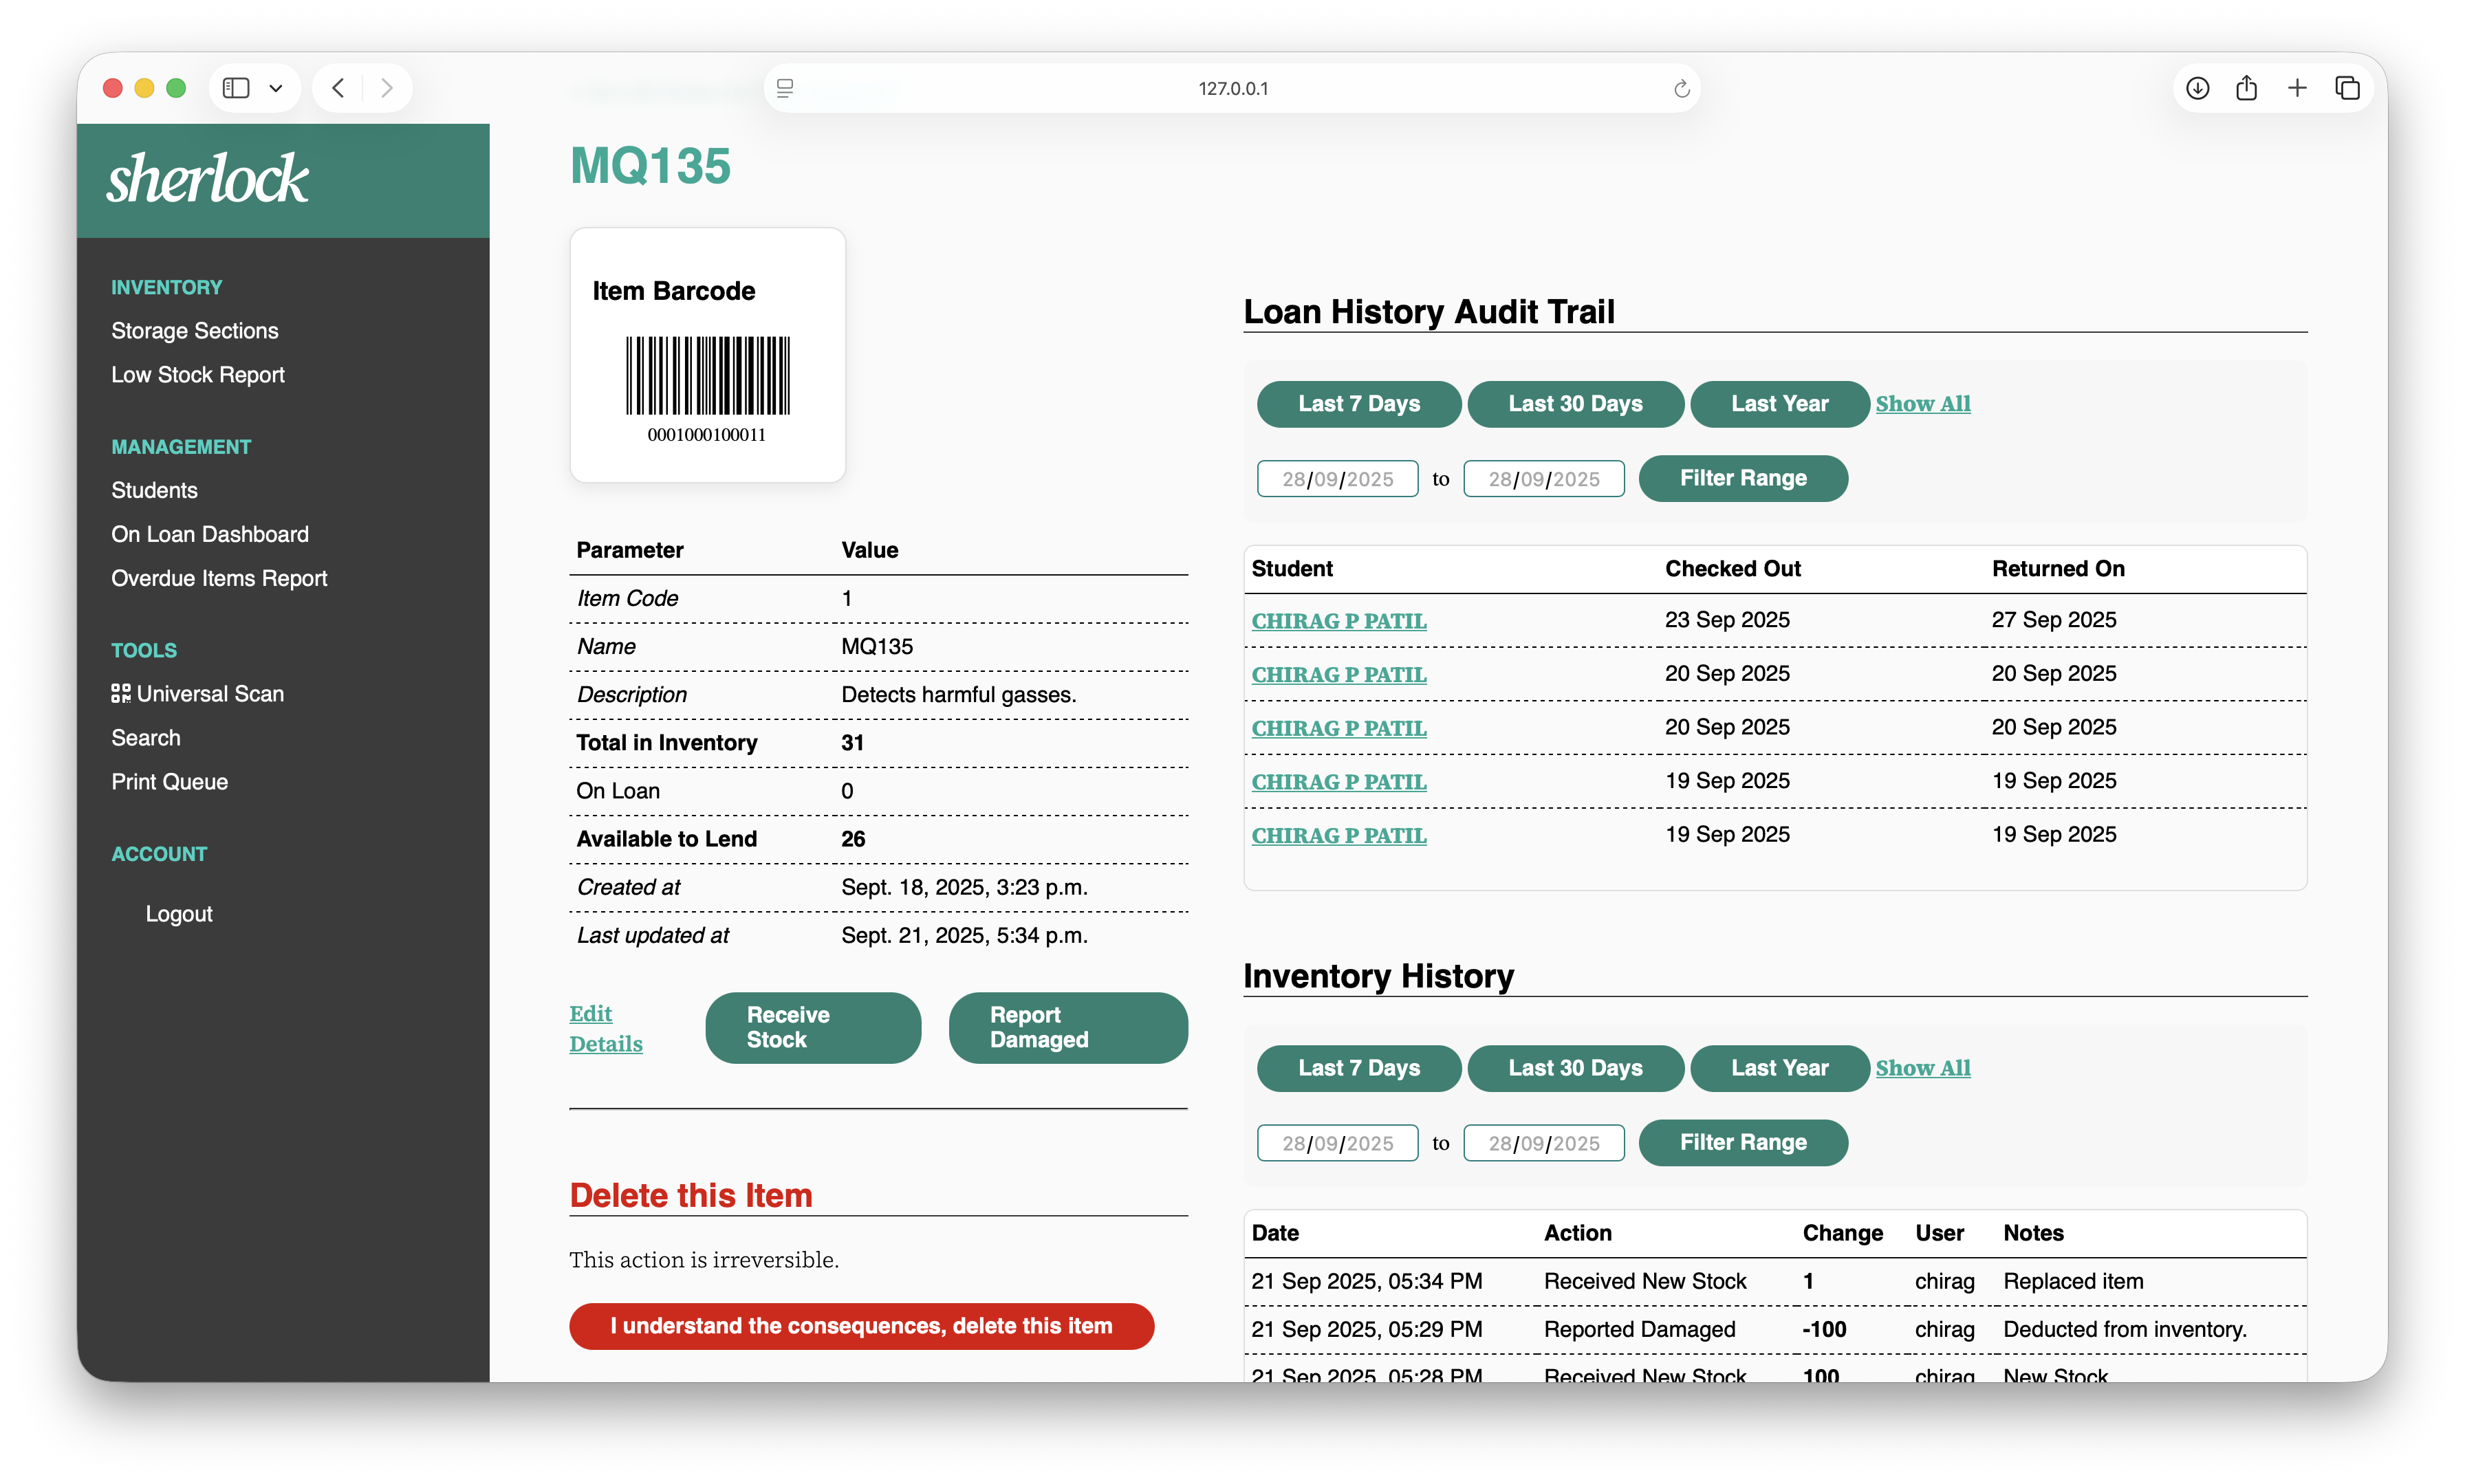 127.0.0.1
sherlock
INVENTORY
Storage Sections
Low Stock Report
MANAGEMENT
Students
On Loan Dashboard
Overdue Items Report
TOOLS
Universal Scan
Search
Print Queue
ACCOUNT
Logout
MQ135
Item Barcode
0001000100011
Parameter Value
Item Code 1
Name MQ135
Description Detects harmful gasses.
Total in Inventory 31
On Loan 0
Available to Lend 26
Created at Sept. 18, 2025, 3:23 p.m.
Last updated at Sept. 21, 2025, 5:34 p.m.
Edit
Details
Receive
Stock
Report
Damaged
Delete this Item
This action is irreversible.
I understand the consequences, delete this item
Loan History Audit Trail
Last 7 Days Last 30 Days Last Year Show All
28/09/2025 to 28/09/2025 Filter Range
Student Checked Out Returned On
CHIRAG P PATIL 23 Sep 2025 27 Sep 2025
CHIRAG P PATIL 20 Sep 2025 20 Sep 2025
CHIRAG P PATIL 20 Sep 2025 20 Sep 2025
CHIRAG P PATIL 19 Sep 2025 19 Sep 2025
CHIRAG P PATIL 19 Sep 2025 19 Sep 2025
Inventory History
Last 7 Days Last 30 Days Last Year Show All
28/09/2025 to 28/09/2025 Filter Range
Date Action Change User Notes
21 Sep 2025, 05:34 PM Received New Stock 1 chirag Replaced item
21 Sep 2025, 05:29 PM Reported Damaged -100 chirag Deducted from inventory.
21 Sep 2025, 05:28 PM Received New Stock 100 chirag New Stock